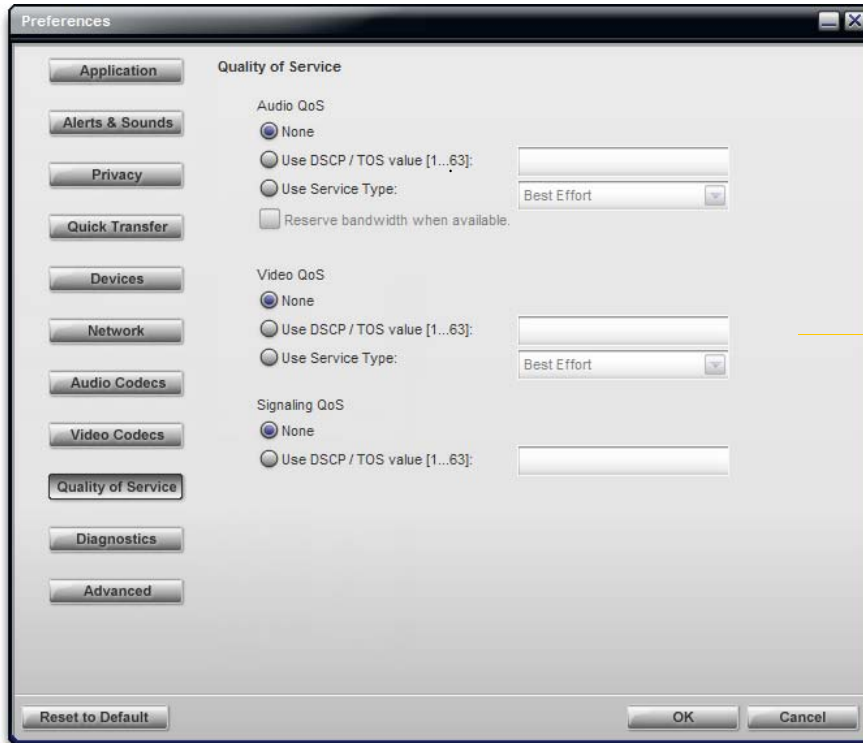 Preferences
Application
Alerts & Sounds
Privacy
Quick Transfer
Devices
Network
Audio Codecs
Video Codecs
Quality of Service
Diagnostics
Advanced
Quality of Service
Audio QoS
None
Use DSCP / TOS value [1...63]:
Use Service Type: Best Effort
Reserve bandwidth when available.
Video QoS
None
Use DSCP / TOS value [1...63]:
Use Service Type: Best Effort
Signaling QoS
None
Use DSCP / TOS value [1...63]:
Reset to Default OK Cancel